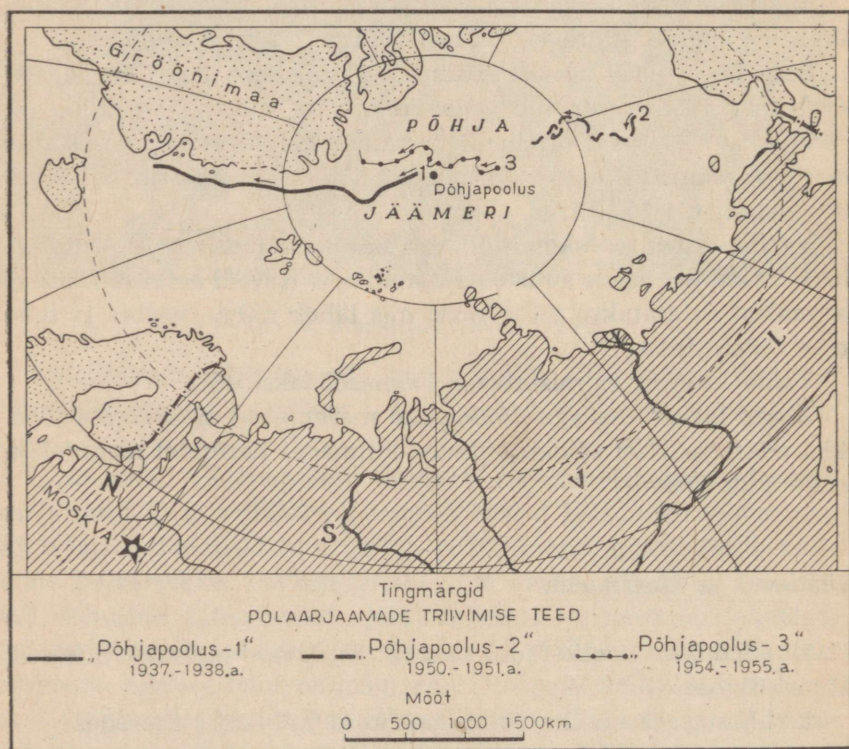 Gröönimaa
PÕHJA
2
1
3
Põhjapoolus
JÄÄMERI
N
S
V
L
MOSKVA
Tingmärgid
POLAARJAAMADE TRIIVIMISE TEED
„Põhjapoolus-1“ „Põhjapoolus-2“ „Põhjapoolus-3“
1937.-1938.a. 1950.-1951.a. 1954.-1955.a.
Mõõt
0 500 1000 1500km